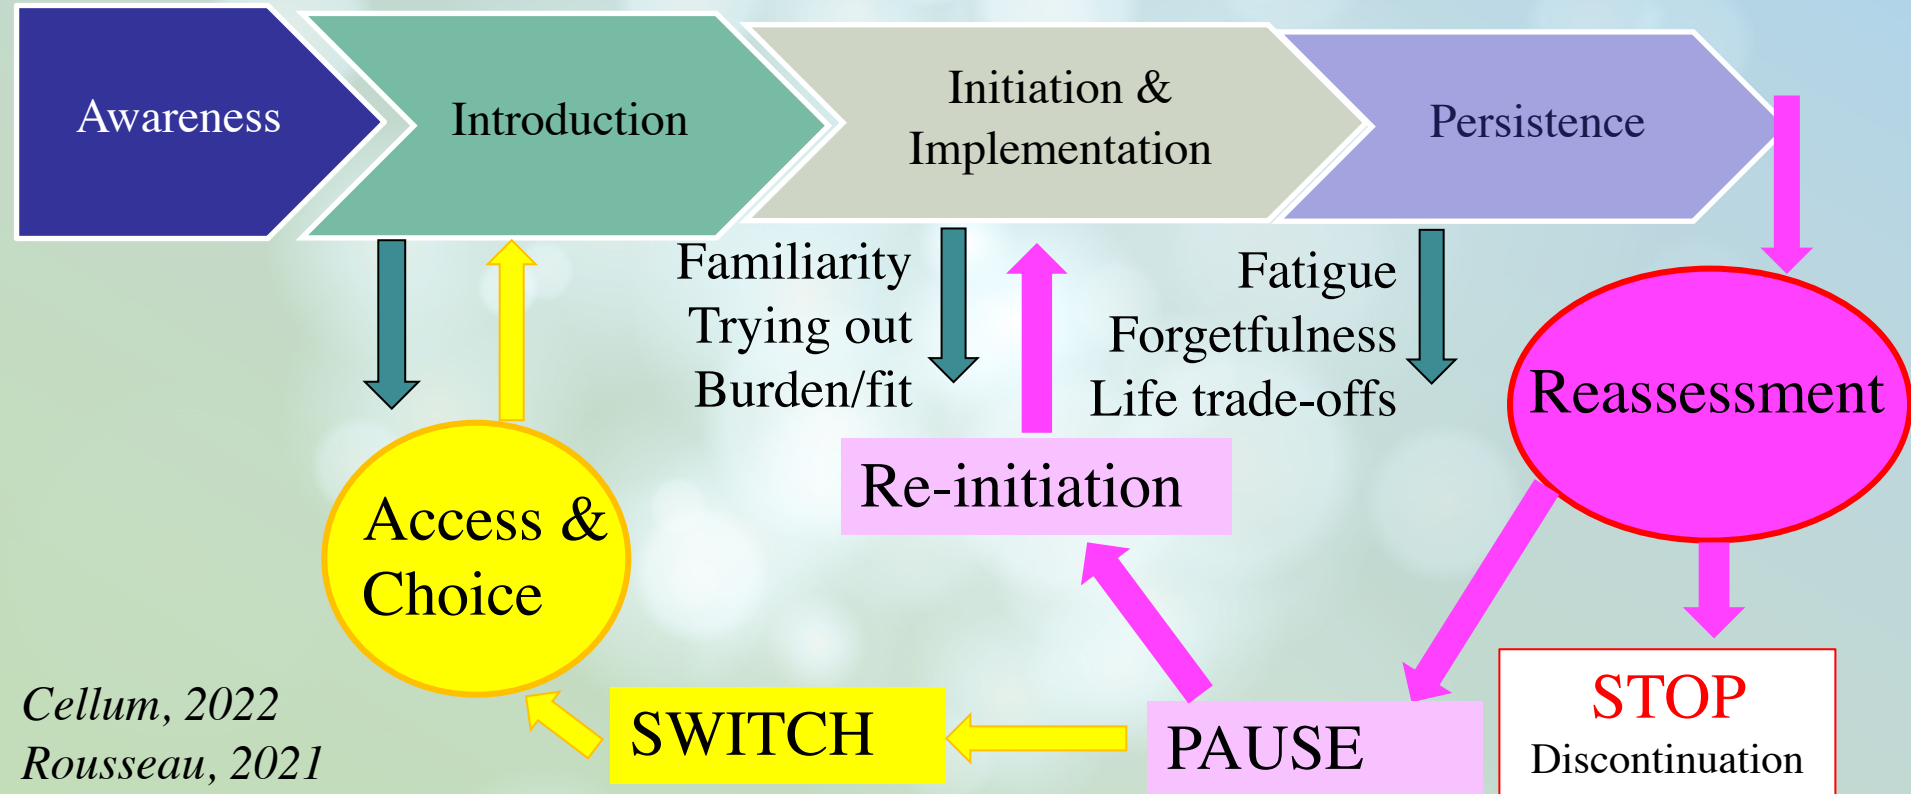 Awareness
Introduction
Initiation &
Implementation
Persistence
Familiarity
Trying out
Burden/fit
Fatigue
Forgetfulness
Life trade-offs
Reassessment
Access &
Choice
Re-initiation
SWITCH
PAUSE
STOP
Discontinuation
Cellum, 2022
Rousseau, 2021